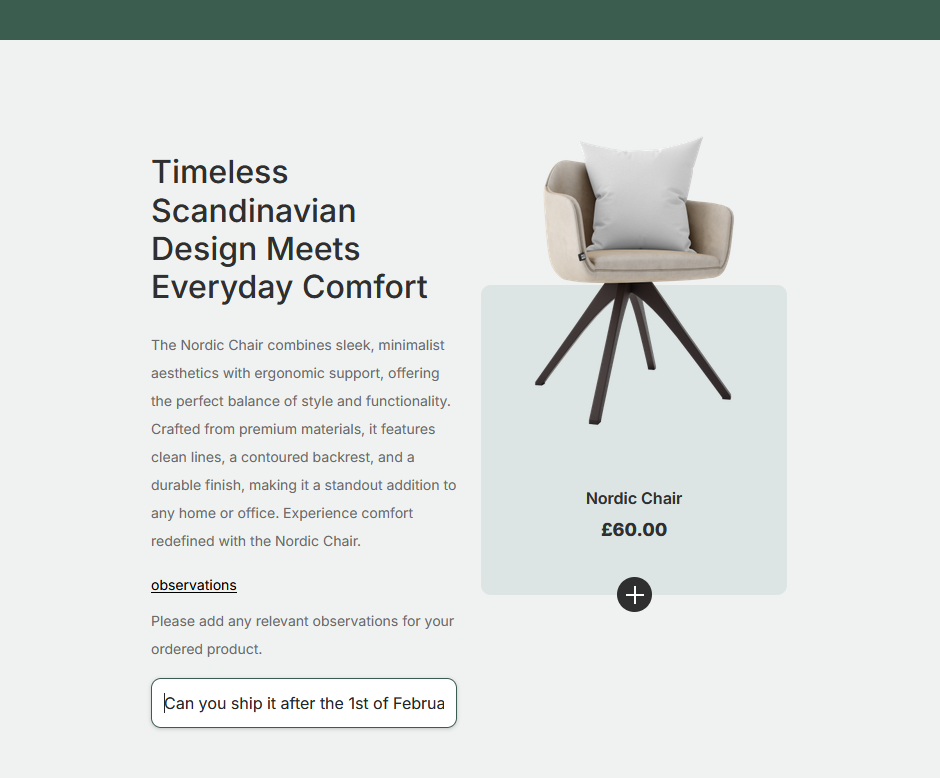 Timeless
Scandinavian
Design Meets
Everyday Comfort
The Nordic Chair combines sleek, minimalist
aesthetics with ergonomic support, offering
the perfect balance of style and functionality.
Crafted from premium materials, it features
clean lines, a contoured backrest, and a
durable finish, making it a standout addition to
any home or office. Experience comfort
redefined with the Nordic Chair.
observations
Please add any relevant observations for your
ordered product.
Can you ship it after the 1st of Februa
Nordic Chair
£60.00